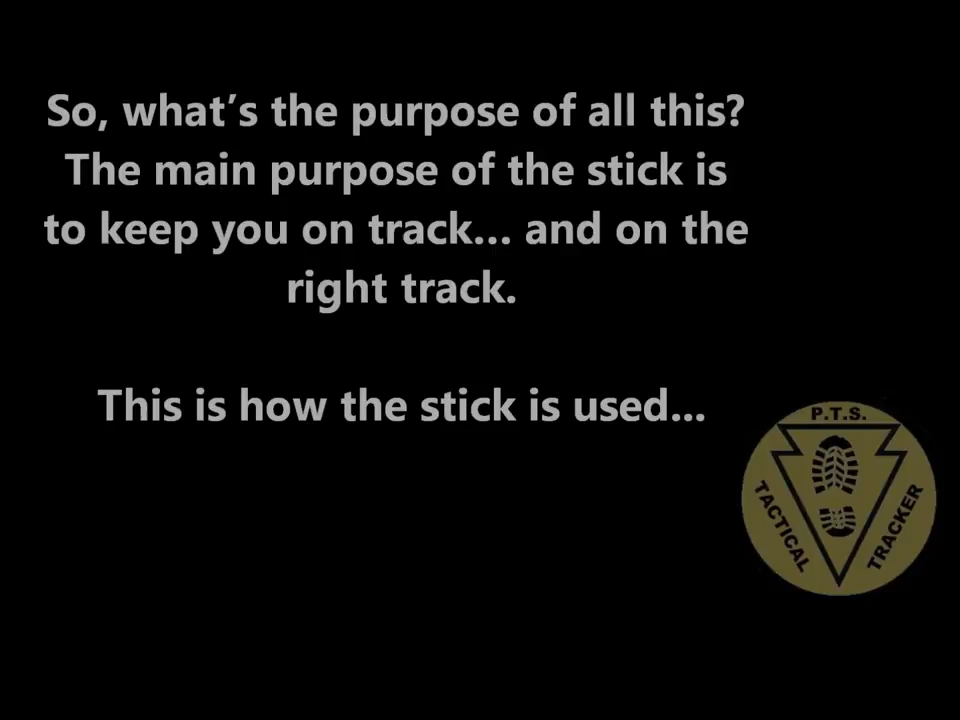 So, what’s the purpose of all this?
The main purpose of the stick is
to keep you on track… and on the
right track.
This is how the stick is used...
P.T.S.
TACTICAL
TRACKER